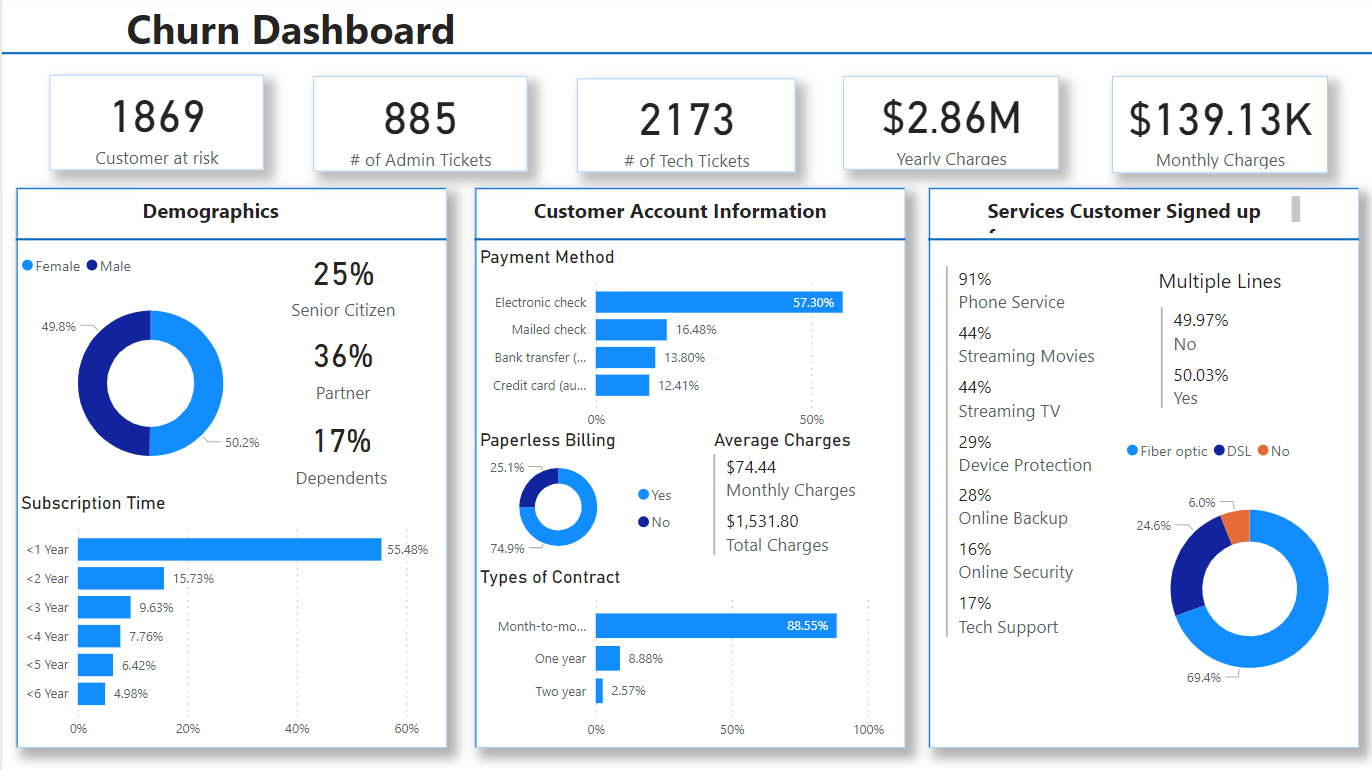 Churn Dashboard
1869
Customer at risk
885
# of Admin Tickets
2173
# of Tech Tickets
$2.86M
Yearly Charges
$139.13K
Monthly Charges
Demographics
Female Male
49.8%
50.2%
25%
Senior Citizen
36%
Partner
17%
Dependents
Subscription Time
<1 Year 55.48%
<2 Year 15.73%
<3 Year 9.63%
<4 Year 7.76%
<5 Year 6.42%
<6 Year 4.98%
0% 20% 40% 60%
Customer Account Information
Payment Method
Electronic check 57.30%
Mailed check 16.48%
Bank transfer (... 13.80%
Credit card (au... 12.41%
0% 50%
Paperless Billing
25.1%
74.9%
Yes
No
Average Charges
$74.44
Monthly Charges
$1,531.80
Total Charges
Types of Contract
Month-to-mo... 88.55%
One year 8.88%
Two year 2.57%
0% 50% 100%
Services Customer Signed up
91%
Phone Service
44%
Streaming Movies
44%
Streaming TV
29%
Device Protection
28%
Online Backup
16%
Online Security
17%
Tech Support
Multiple Lines
49.97%
No
50.03%
Yes
Fiber optic DSL No
6.0%
24.6%
69.4%